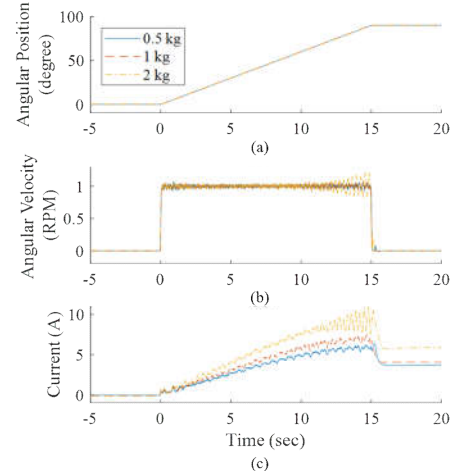 Angular Position
(degree)
100
50
0
0.5 kg
1 kg
2 kg
-5 0 5 10 15 20
(a)
Angular Velocity
(RPM)
1
0.5
0
-5 0 5 10 15 20
(b)
Current (A)
10
5
0
-5 0 5 10 15 20
Time (sec)
(c)